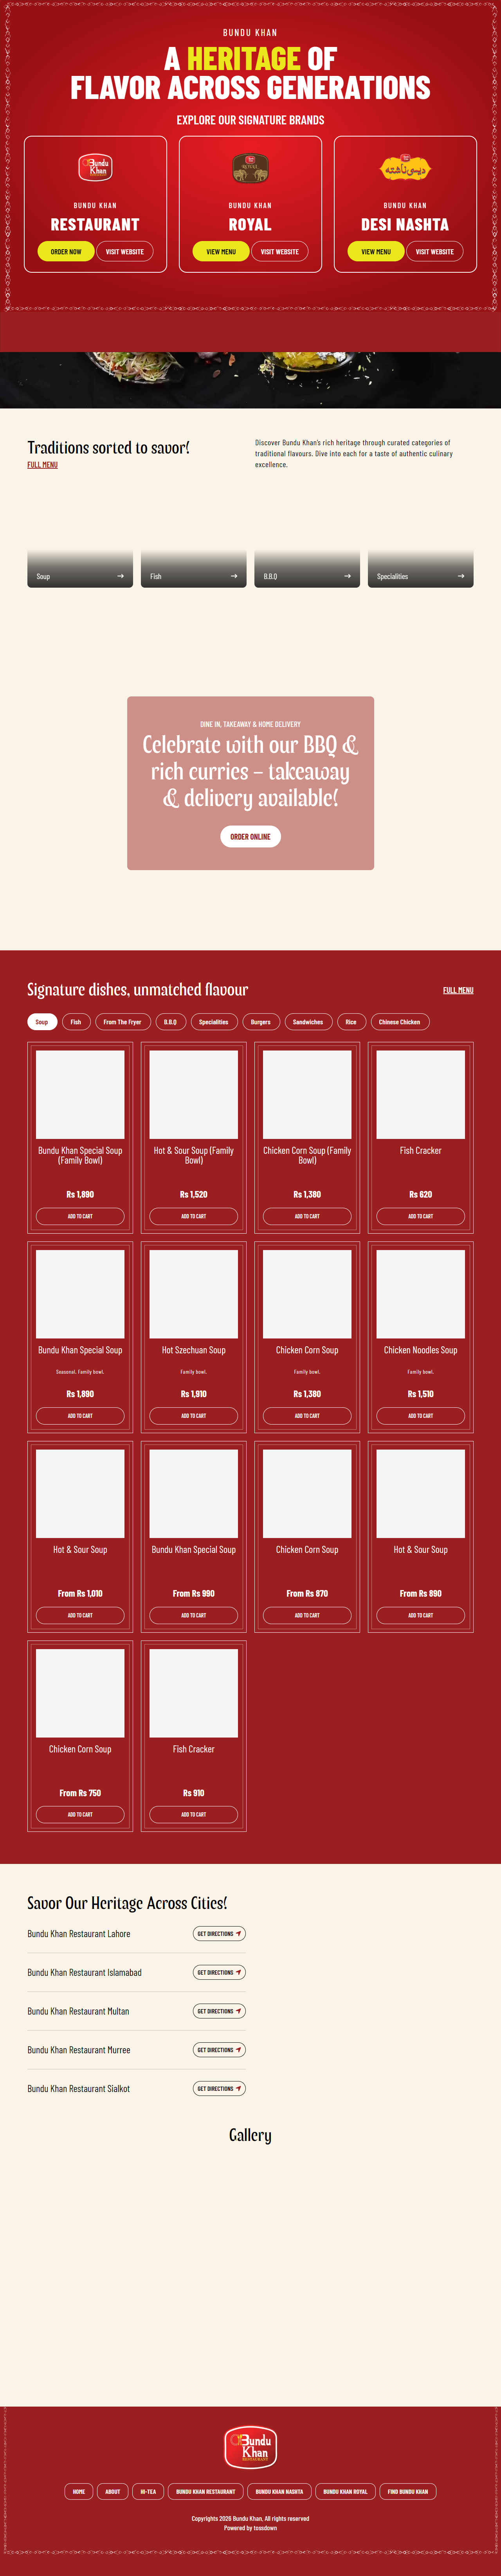 BUNDU KHAN
A HERITAGE OF
FLAVOR ACROSS GENERATIONS
EXPLORE OUR SIGNATURE BRANDS
Bundu
Khan
BUNDU KHAN
RESTAURANT
ORDER NOW
VISIT WEBSITE
ROYAL
BUNDU KHAN
ROYAL
VIEW MENU
VISIT WEBSITE
دیسی ناشتہ
BUNDU KHAN
DESI NASHTA
VIEW MENU
VISIT WEBSITE
Traditions sorted to savor!
FULL MENU
Discover Bundu Khan's rich heritage through curated categories of
traditional flavours. Dive into each for a taste of authentic culinary
excellence.
Soup
Fish
B.B.Q
Specialities
DINE IN, TAKEAWAY & HOME DELIVERY
Celebrate with our BBQ &
rich curries – takeaway
& delivery available!
ORDER ONLINE
Signature dishes, unmatched flavour
FULL MENU
Soup
Fish
From The Fryer
B.B.Q
Specialities
Burgers
Sandwiches
Rice
Chinese Chicken
Bundu Khan Special Soup
(Family Bowl)
Rs 1,890
ADD TO CART
Hot & Sour Soup (Family
Bowl)
Rs 1,520
ADD TO CART
Chicken Corn Soup (Family
Bowl)
Rs 1,380
ADD TO CART
Fish Cracker
Rs 620
ADD TO CART
Bundu Khan Special Soup
Seasonal. Family bowl.
Rs 1,890
ADD TO CART
Hot Szechuan Soup
Family bowl.
Rs 1,910
ADD TO CART
Chicken Corn Soup
Family bowl.
Rs 1,380
ADD TO CART
Chicken Noodles Soup
Family bowl.
Rs 1,510
ADD TO CART
Hot & Sour Soup
From Rs 1,010
ADD TO CART
Bundu Khan Special Soup
From Rs 990
ADD TO CART
Chicken Corn Soup
From Rs 870
ADD TO CART
Hot & Sour Soup
From Rs 890
ADD TO CART
Chicken Corn Soup
From Rs 750
ADD TO CART
Fish Cracker
Rs 910
ADD TO CART
Savor Our Heritage Across Cities!
Bundu Khan Restaurant Lahore
GET DIRECTIONS
Bundu Khan Restaurant Islamabad
GET DIRECTIONS
Bundu Khan Restaurant Multan
GET DIRECTIONS
Bundu Khan Restaurant Murree
GET DIRECTIONS
Bundu Khan Restaurant Sialkot
GET DIRECTIONS
Gallery
Bundu
Khan
RESTAURANT
HOME
ABOUT
HI-TEA
BUNDU KHAN RESTAURANT
BUNDU KHAN NASHTA
BUNDU KHAN ROYAL
FIND BUNDU KHAN
Copyrights 2026 Bundu Khan. All rights reserved
Powered by tossdown